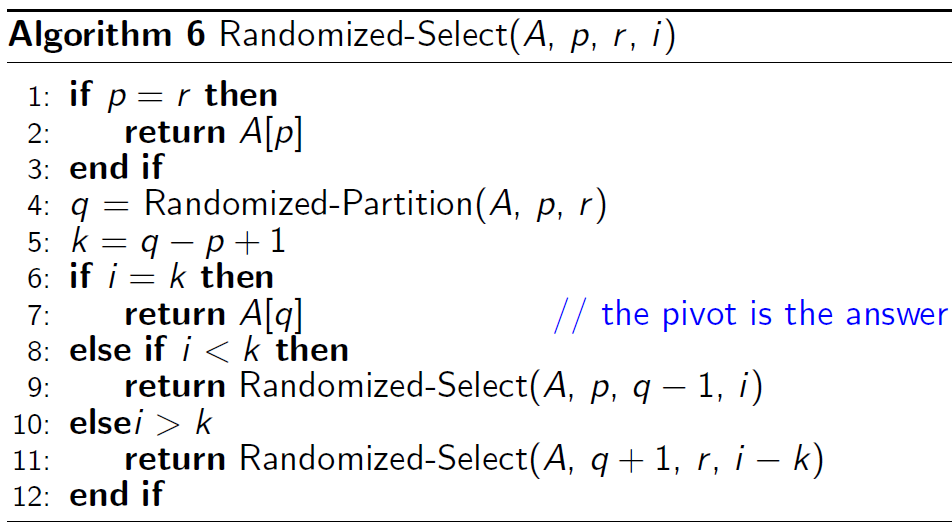 Algorithm 6 Randomized-Select(A, p, r, i)
1: if p = r then
2: return A[p]
3: end if
4: q = Randomized-Partition(A, p, r)
5: k = q − p + 1
6: if i = k then
7: return A[q] // the pivot is the answer
8: else if i < k then
9: return Randomized-Select(A, p, q − 1, i)
10: elsei > k
11: return Randomized-Select(A, q + 1, r, i − k)
12: end if